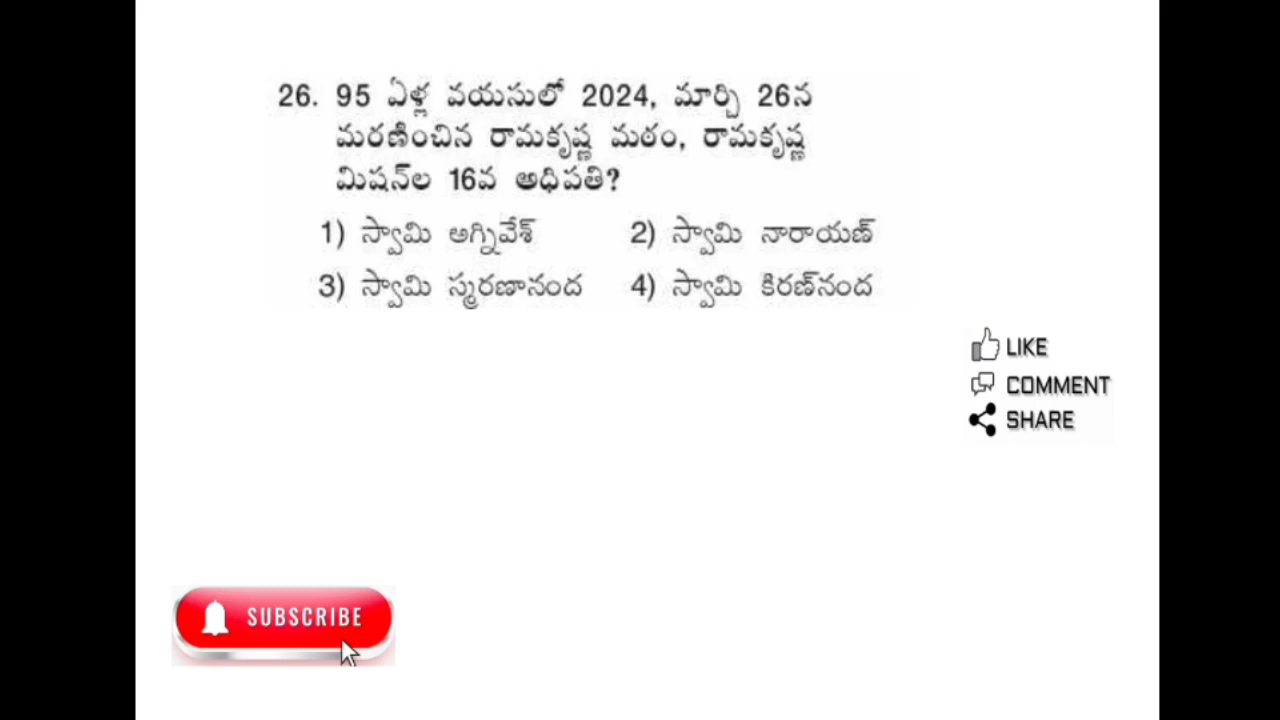 26. 95 ఏళ్ల వయసులో 2024, మార్చి 26న
మరణించిన రామకృష్ణ మఠం, రామకృష్ణ
మిషన్‌ల 16వ అధిపతి?
1) స్వామి అగ్నివేశ్ 2) స్వామి నారాయణ్
3) స్వామి స్మరణానంద 4) స్వామి కిరణ్‌నంద
LIKE
COMMENT
SHARE
SUBSCRIBE